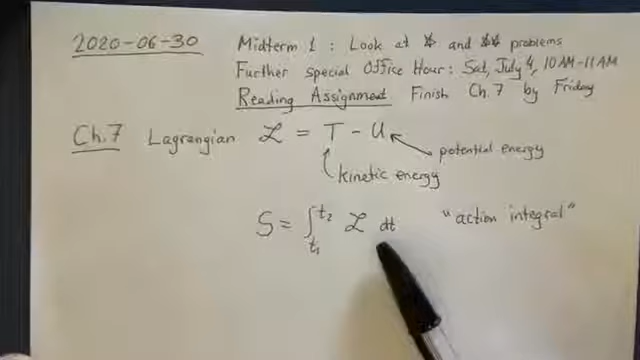 2020-06-30
Midterm 1 : Look at * and ** problems
Further special Office Hour : Sat, July 4, 10 AM-11 AM
Reading Assignment Finish Ch. 7 by Friday
Ch.7 Lagrangian ℒ = T - U
potential energy
kinetic energy
S = ∫_{t₁}^{t₂} ℒ dt "action integral"